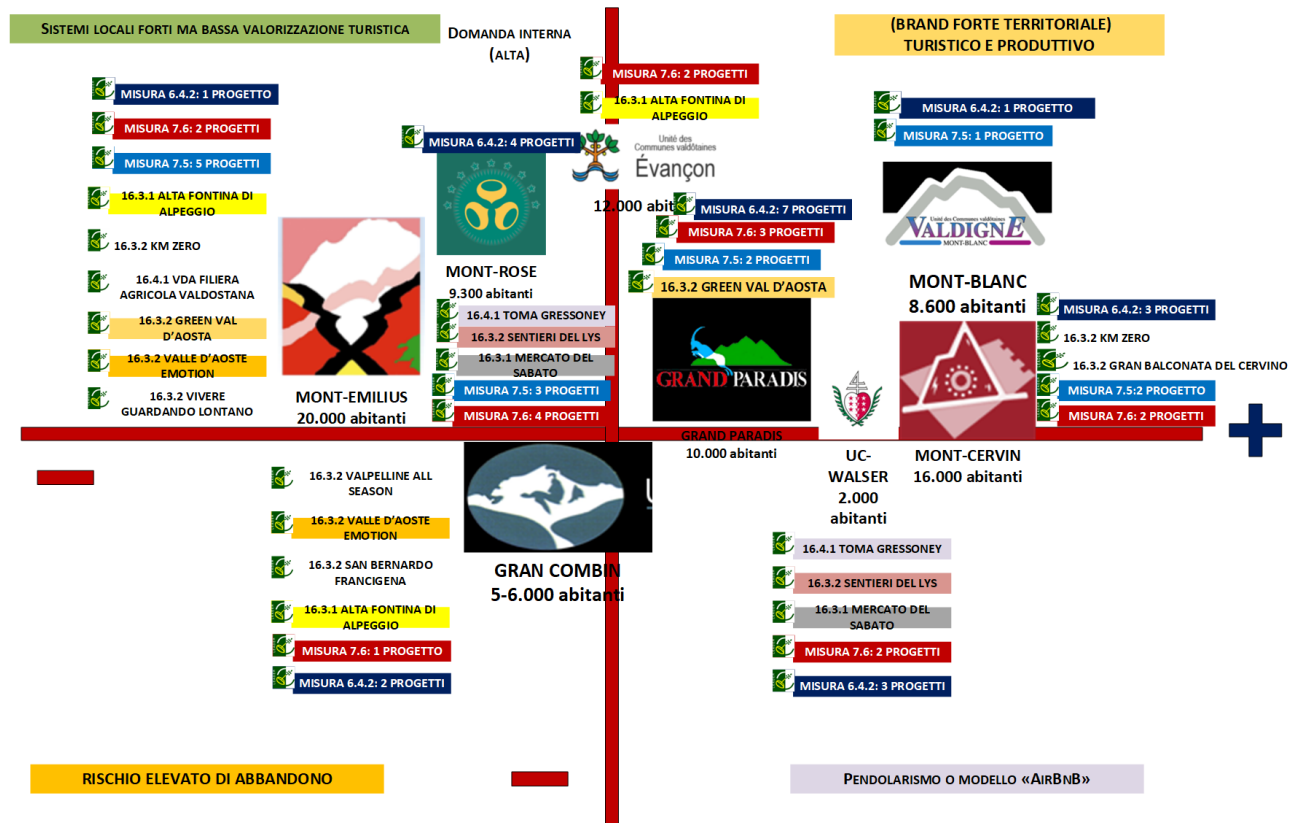 SISTEMI LOCALI FORTI MA BASSA VALORIZZAZIONE TURISTICA
DOMANDA INTERNA
(ALTA)
(BRAND FORTE TERRITORIALE)
TURISTICO E PRODUTTIVO
MISURA 6.4.2: 1 PROGETTO
MISURA 7.6: 2 PROGETTI
MISURA 7.5: 5 PROGETTI
16.3.1 ALTA FONTINA DI
ALPEGGIO
16.3.2 KM ZERO
16.4.1 VDA FILIERA
AGRICOLA VALDOSTANA
16.3.2 GREEN VAL
D'AOSTA
16.3.2 VALLE D'AOSTE
EMOTION
16.3.2 VIVERE
GUARDANDO LONTANO
MONT-EMILIUS
20.000 abitanti
MISURA 6.4.2: 4 PROGETTI
MONT-ROSE
9.300 abitanti
16.4.1 TOMA GRESSONEY
16.3.2 SENTIERI DEL LYS
16.3.1 MERCATO DEL
SABATO
MISURA 7.5: 3 PROGETTI
MISURA 7.6: 4 PROGETTI
MISURA 7.6: 2 PROGETTI
16.3.1 ALTA FONTINA DI
ALPEGGIO
Unité des
Communes valdôtaines
Évançon
12.000 abit
MISURA 6.4.2: 7 PROGETTI
MISURA 7.6: 3 PROGETTI
MISURA 7.5: 2 PROGETTI
16.3.2 GREEN VAL D'AOSTA
GRAND PARADIS
GRAND PARADIS
10.000 abitanti
MISURA 6.4.2: 1 PROGETTO
MISURA 7.5: 1 PROGETTO
Unité des Communes valdôtaines
VALDIGNE
MONT-BLANC
MONT-BLANC
8.600 abitanti
MISURA 6.4.2: 3 PROGETTI
16.3.2 KM ZERO
16.3.2 GRAN BALCONATA DEL CERVINO
MISURA 7.5:2 PROGETTO
MISURA 7.6: 2 PROGETTI
UC-
WALSER
2.000
abitanti
MONT-CERVIN
16.000 abitanti
16.3.2 VALPELLINE ALL
SEASON
16.3.2 VALLE D'AOSTE
EMOTION
16.3.2 SAN BERNARDO
FRANCIGENA
16.3.1 ALTA FONTINA DI
ALPEGGIO
MISURA 7.6: 1 PROGETTO
MISURA 6.4.2: 2 PROGETTI
GRAN COMBIN
5-6.000 abitanti
16.4.1 TOMA GRESSONEY
16.3.2 SENTIERI DEL LYS
16.3.1 MERCATO DEL
SABATO
MISURA 7.6: 2 PROGETTI
MISURA 6.4.2: 3 PROGETTI
RISCHIO ELEVATO DI ABBANDONO
PENDOLARISMO O MODELLO «AIRBNB»